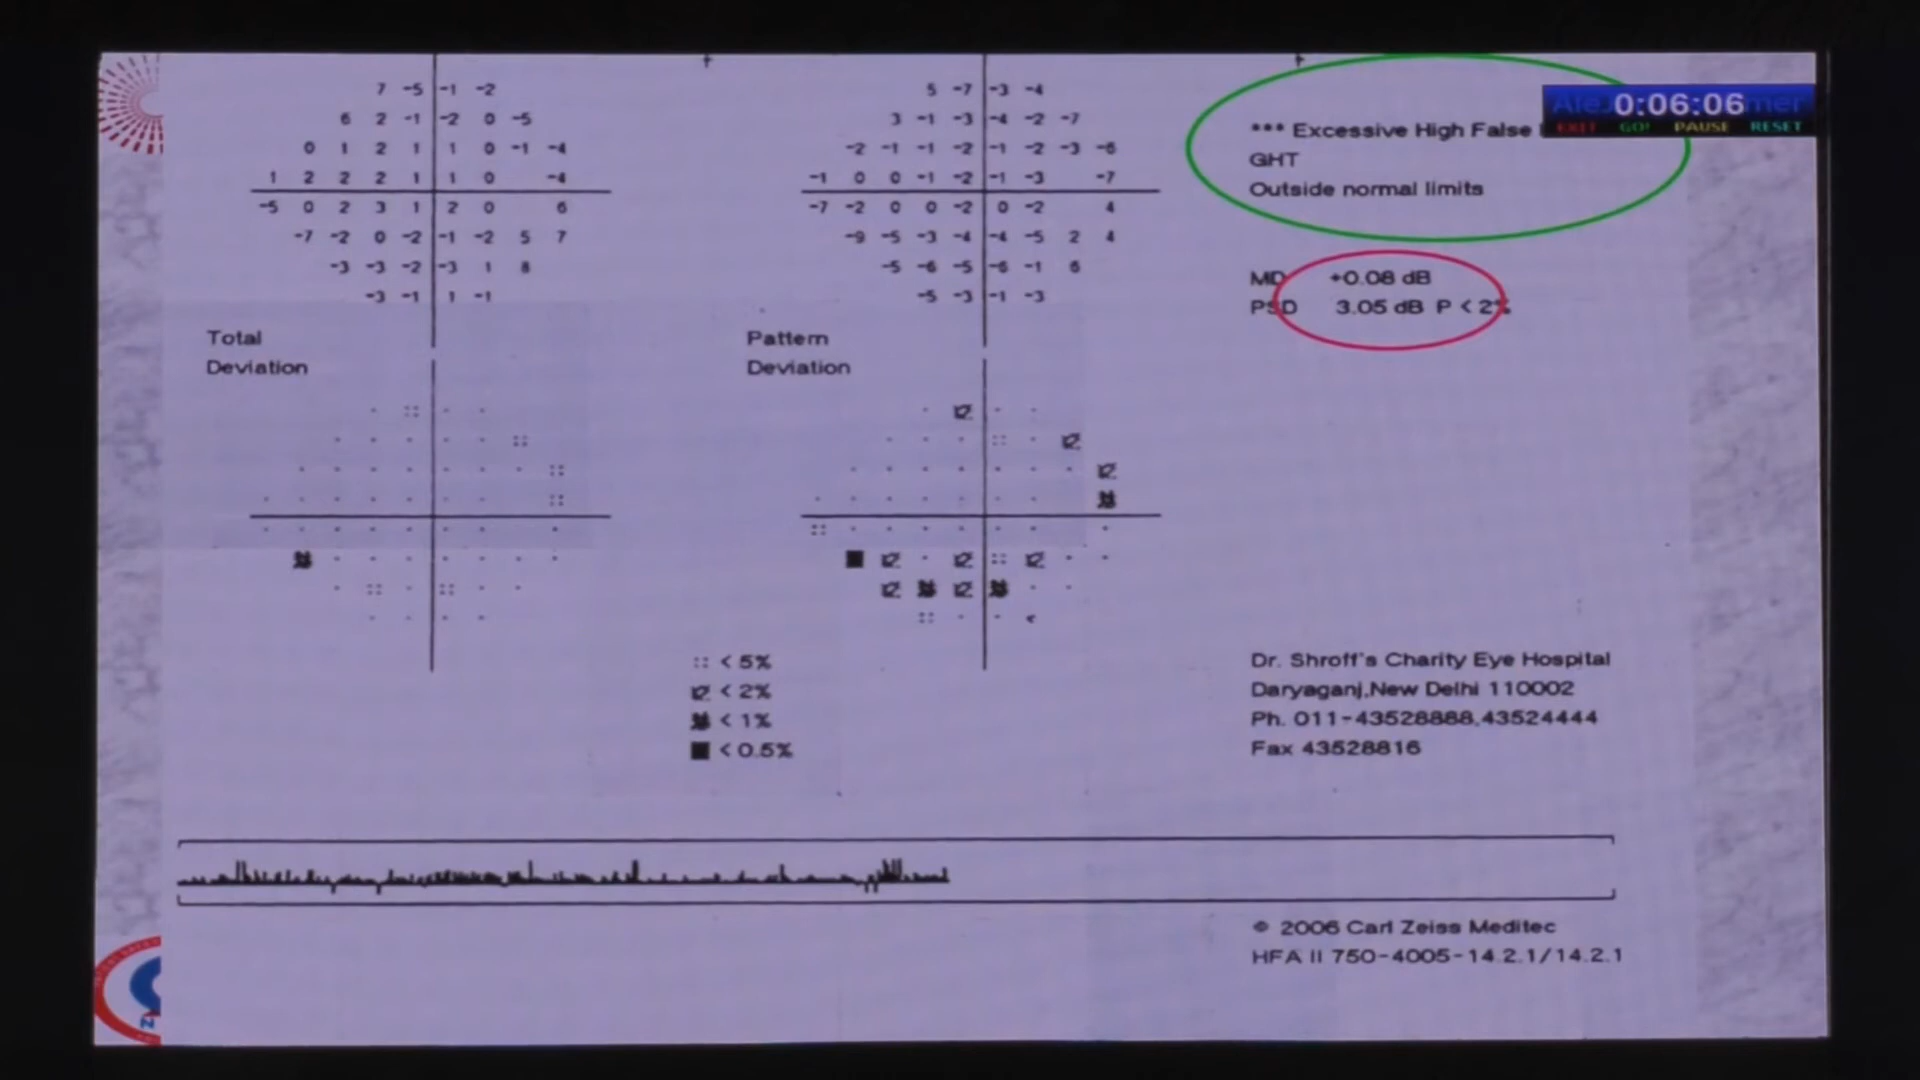 7 -5 -1 -2
6 2 -1 -2 0 -5
0 1 2 1 1 0 -1 -4
1 2 2 2 1 1 0 -4
-5 0 2 3 1 2 0 6
-7 -2 0 -2 -1 -2 5 7
-3 -3 -2 -3 1 8
-3 -1 1 -1
Total
Deviation
5 -7 -3 -4
3 -1 -3 -4 -2 -7
-2 -1 -1 -2 -1 -2 -3 -6
-1 0 0 -1 -2 -1 -3 -7
-7 -2 0 0 -2 0 -2 4
-9 -5 -3 -4 -4 -5 2 4
-5 -6 -5 -6 -1 6
-5 -3 -1 -3
Pattern
Deviation
*** Excessive High False
GHT
Outside normal limits
0:06:06
EXIT GO! PAUSE RESET
MD +0.08 dB
PSD 3.05 dB P < 2%
:: < 5%
< 2%
< 1%
■ < 0.5%
Dr. Shroff's Charity Eye Hospital
Daryaganj,New Delhi 110002
Ph. 011-43528888,43524444
Fax 43528816
© 2006 Carl Zeiss Meditec
HFA II 750-4005-14.2.1/14.2.1